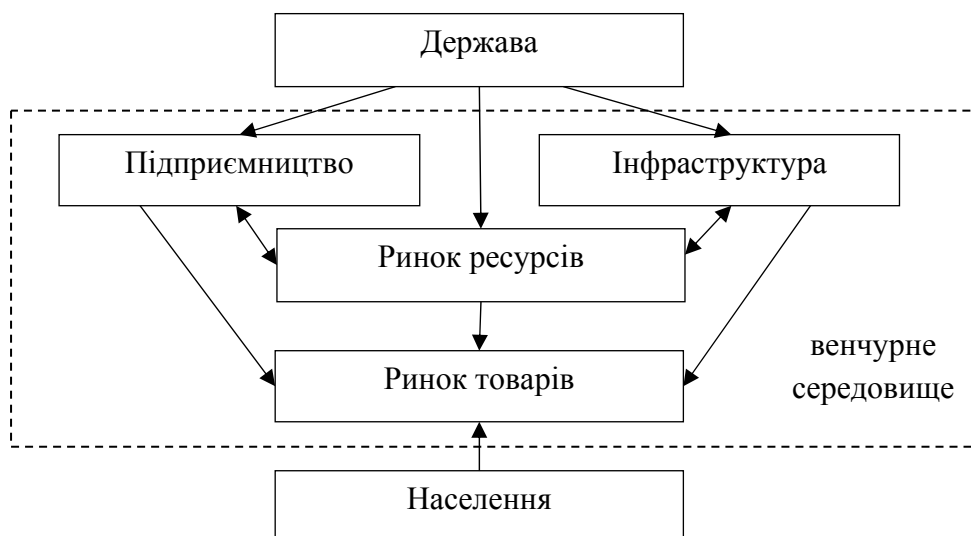 Держава
Підприємництво
Інфраструктура
Ринок ресурсів
Ринок товарів
венчурне
середовище
Населення